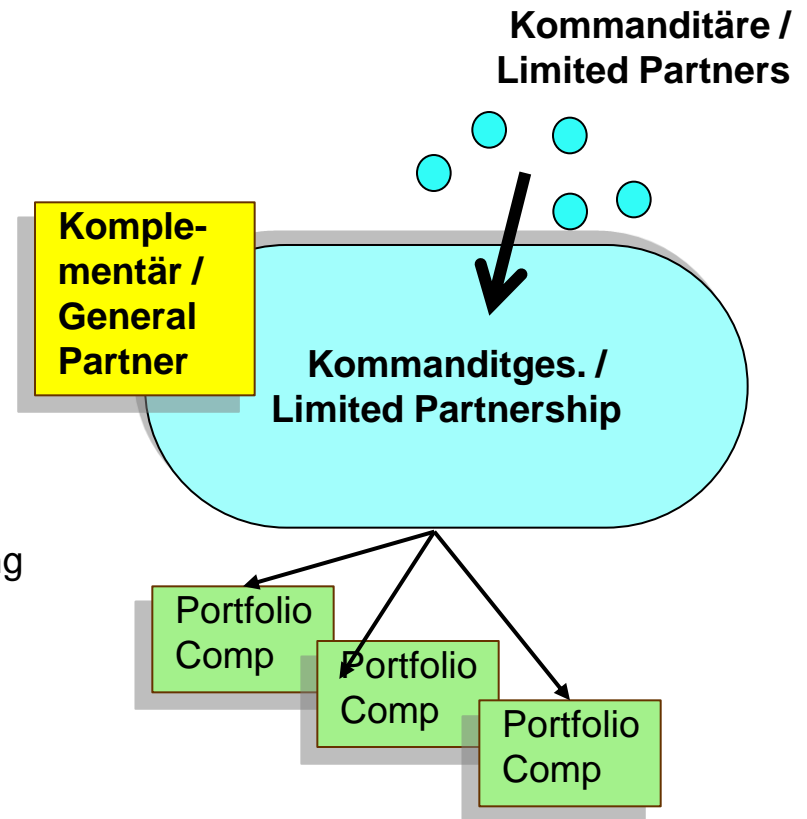 Kommanditäre /
Limited Partners
Komple-
mentär /
General
Partner
Kommanditges. /
Limited Partnership
Portfolio
Comp
Portfolio
Comp
Portfolio
Comp